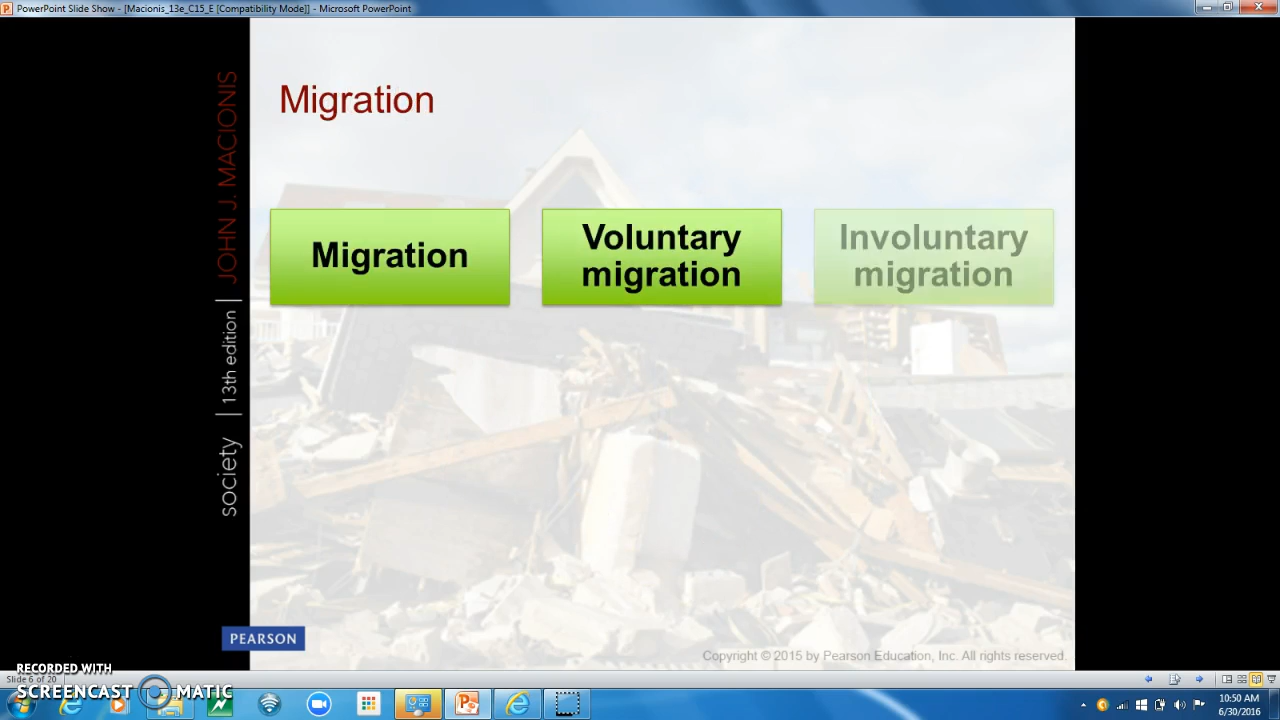 PowerPoint Slide Show - [Macionis_13e_C15_E [Compatibility Mode]] - Microsoft PowerPoint
JOHN J. MACIONIS
13th edition
society
Migration
Migration
Voluntary
migration
Involuntary
migration
PEARSON
Copyright © 2015 by Pearson Education, Inc. All rights reserved.
RECORDED WITH
SCREENCAST MATIC
Slide 6 of 20
10:50 AM
6/30/2016